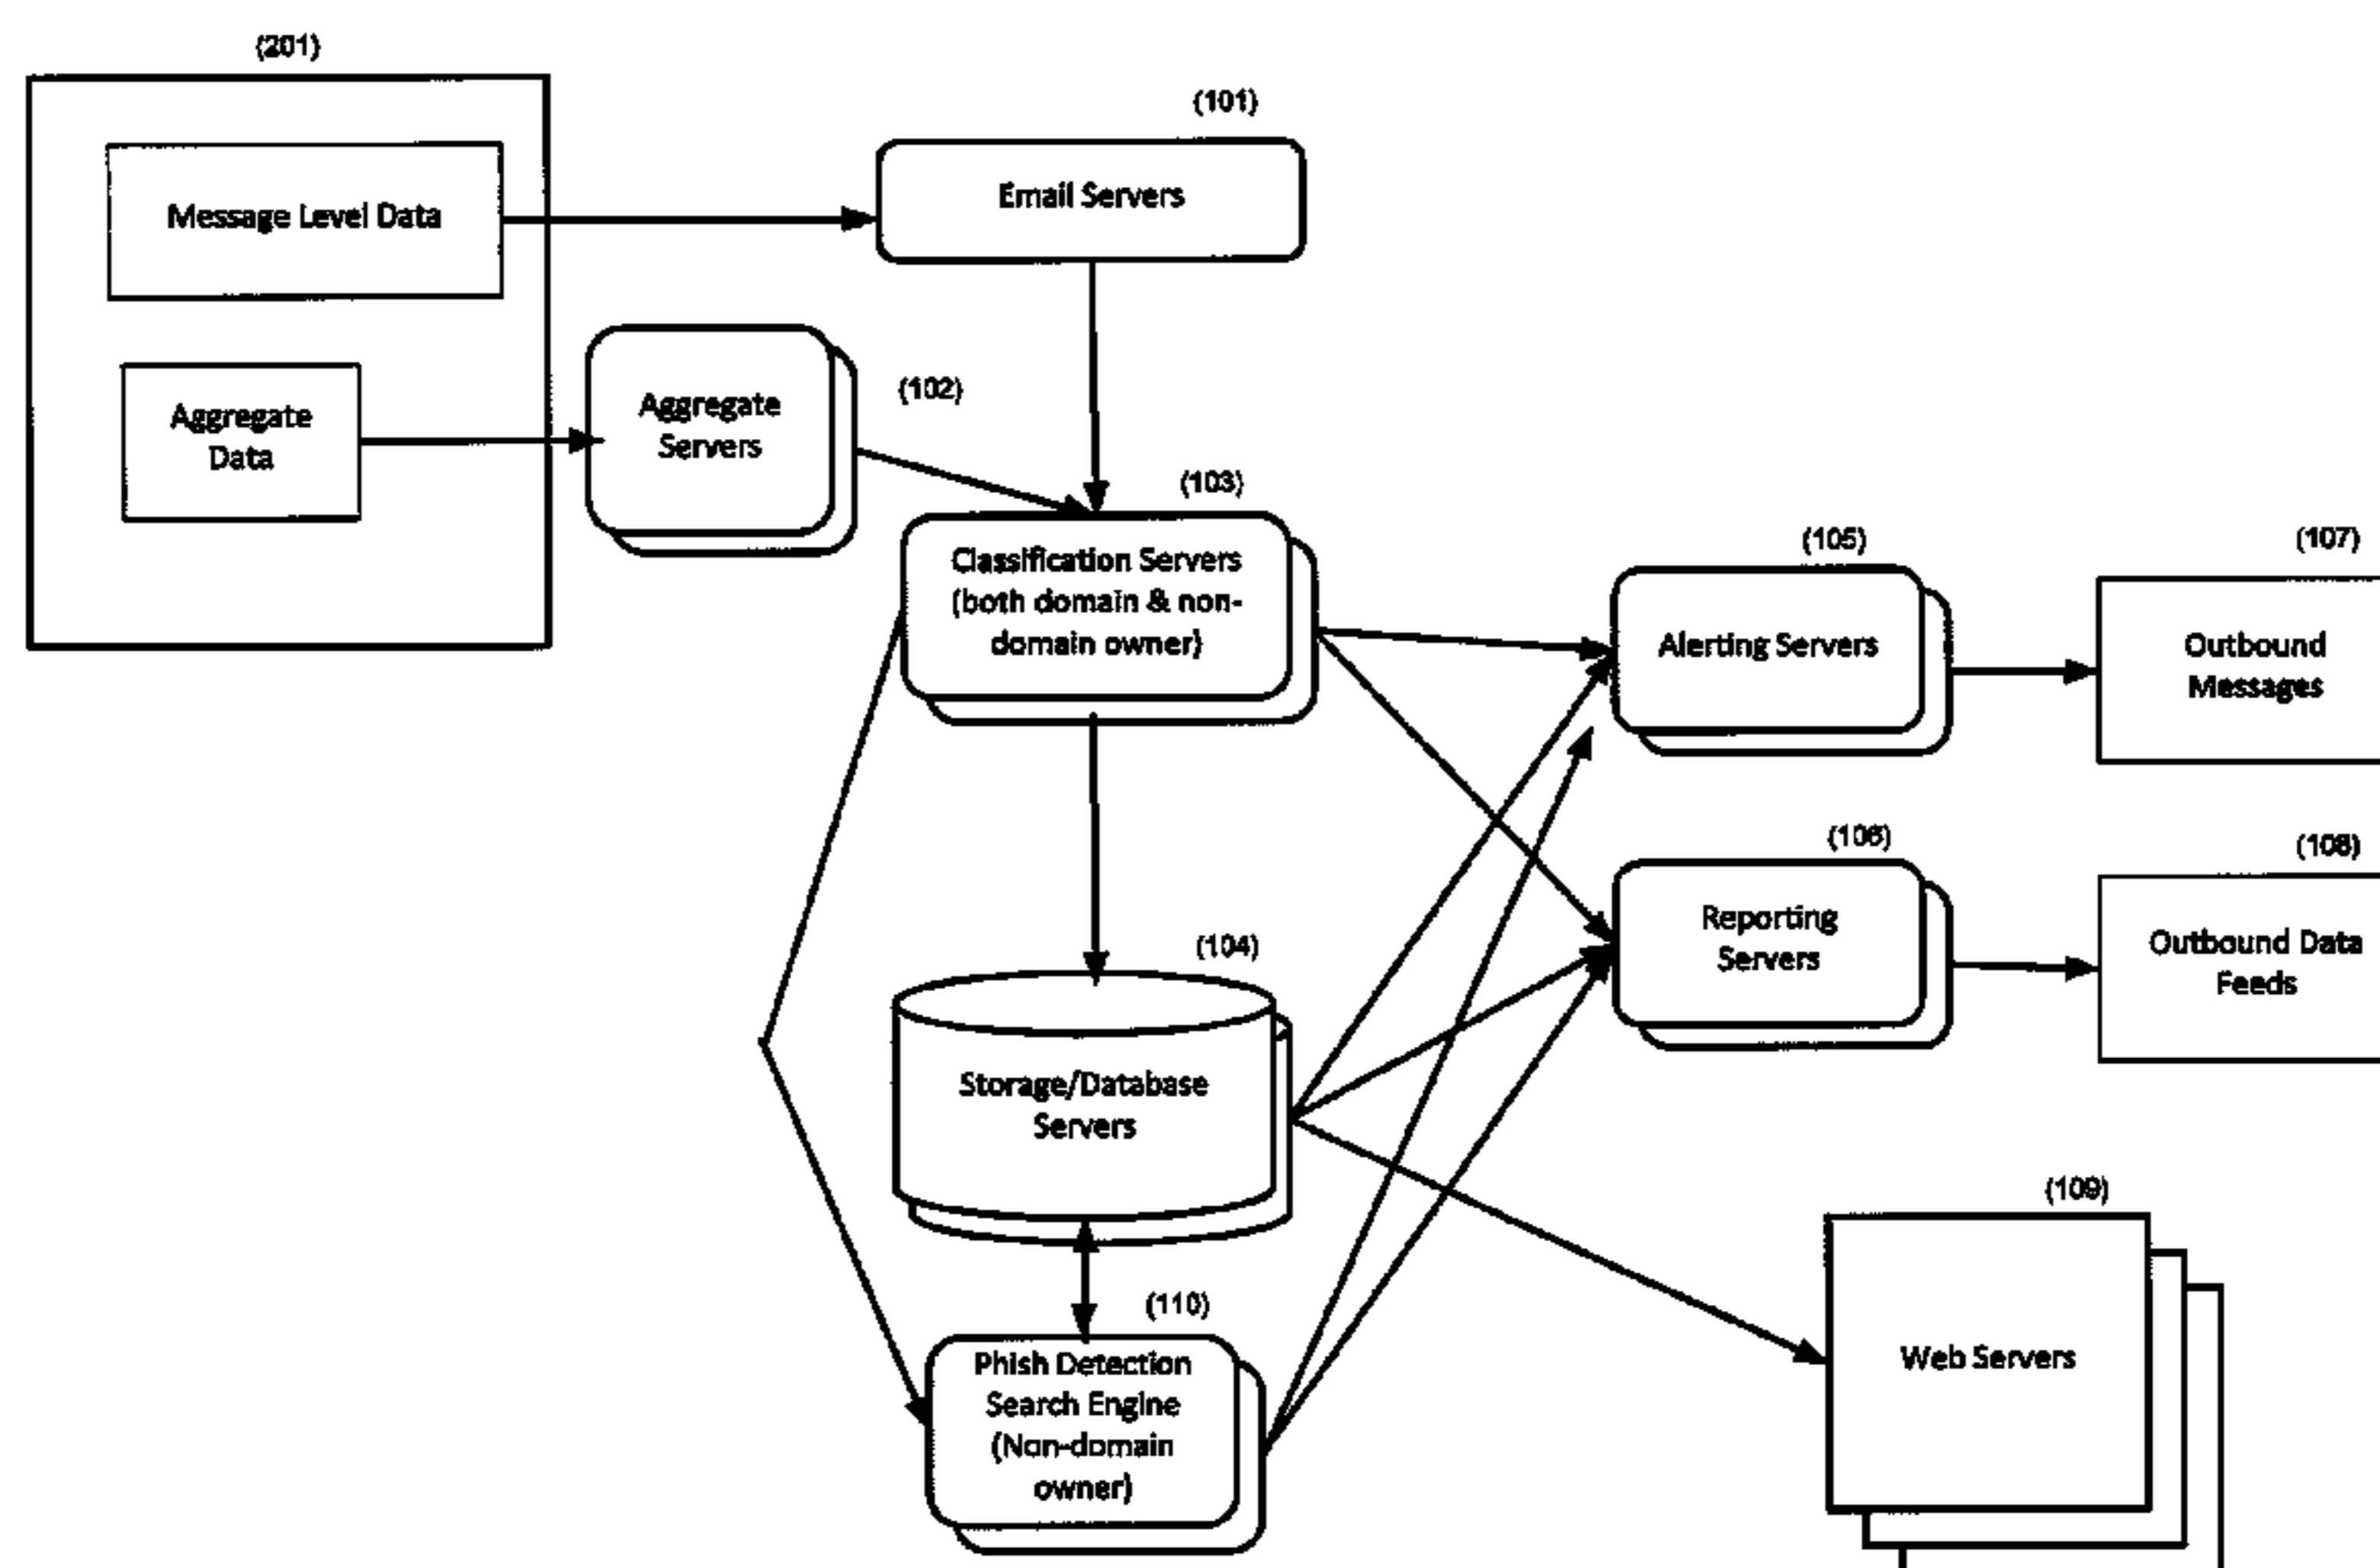 (201)
(101)
Message Level Data
Email Servers
Aggregate
Data
Aggregate
Servers
(102)
(103)
Classification Servers
(both domain & non-
domain owner)
(105)
Alerting Servers
(107)
Outbound
Messages
(106)
Reporting
Servers
(108)
Outbound Data
Feeds
(104)
Storage/Database
Servers
(109)
Web Servers
(110)
Phish Detection
Search Engine
(Non-domain
owner)